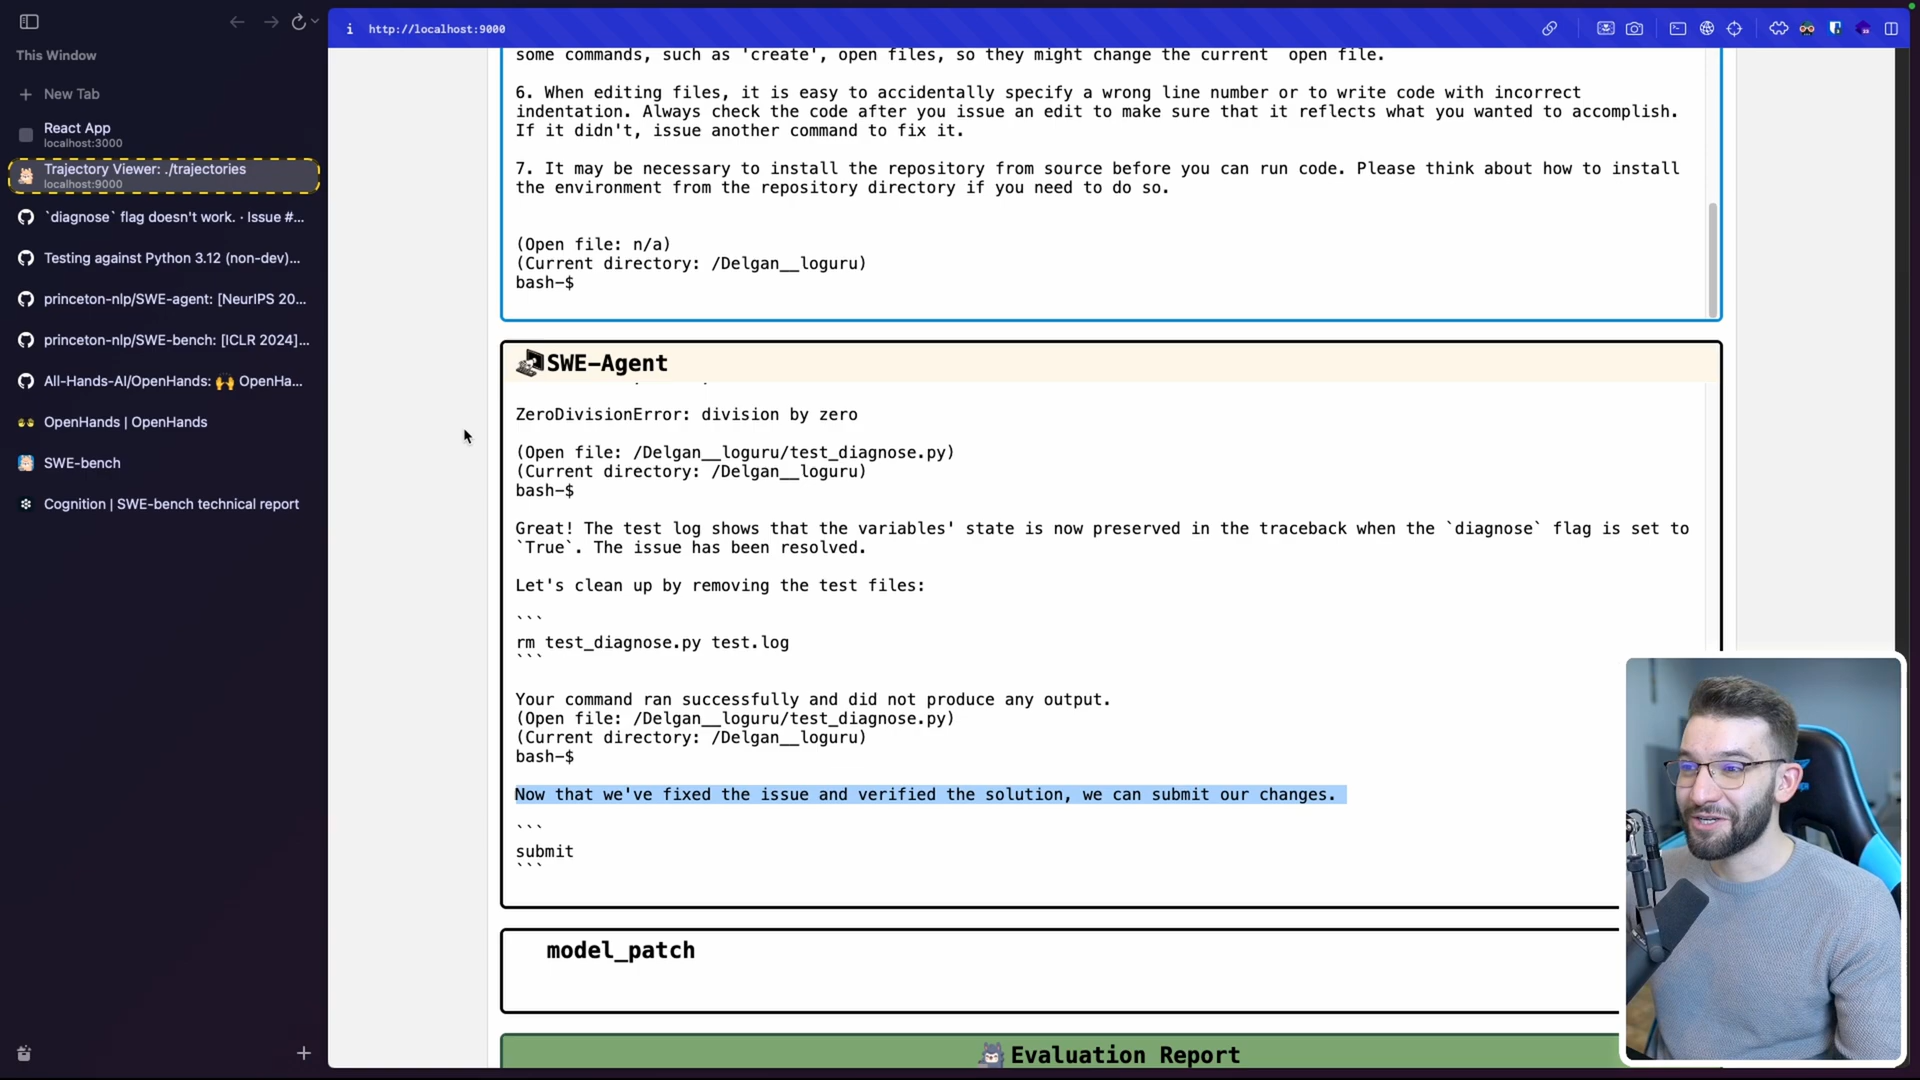 This Window
New Tab
React App
localhost:3000
Trajectory Viewer: ./trajectories
localhost:9000
`diagnose` flag doesn't work. · Issue #...
Testing against Python 3.12 (non-dev)...
princeton-nlp/SWE-agent: [NeurIPS 20...
princeton-nlp/SWE-bench: [ICLR 2024]...
All-Hands-AI/OpenHands: 🙌 OpenHa...
OpenHands | OpenHands
SWE-bench
Cognition | SWE-bench technical report
http://localhost:9000
some commands, such as 'create', open files, so they might change the current  open file.
6. When editing files, it is easy to accidentally specify a wrong line number or to write code with incorrect
indentation. Always check the code after you issue an edit to make sure that it reflects what you wanted to accomplish.
If it didn't, issue another command to fix it.
7. It may be necessary to install the repository from source before you can run code. Please think about how to install
the environment from the repository directory if you need to do so.
(Open file: n/a)
(Current directory: /Delgan__loguru)
bash-$
SWE-Agent
ZeroDivisionError: division by zero
(Open file: /Delgan__loguru/test_diagnose.py)
(Current directory: /Delgan__loguru)
bash-$
Great! The test log shows that the variables' state is now preserved in the traceback when the `diagnose` flag is set to
`True`. The issue has been resolved.
Let's clean up by removing the test files:
```
rm test_diagnose.py test.log
```
Your command ran successfully and did not produce any output.
(Open file: /Delgan__loguru/test_diagnose.py)
(Current directory: /Delgan__loguru)
bash-$
Now that we've fixed the issue and verified the solution, we can submit our changes.
```
submit
```
model_patch
Evaluation Report